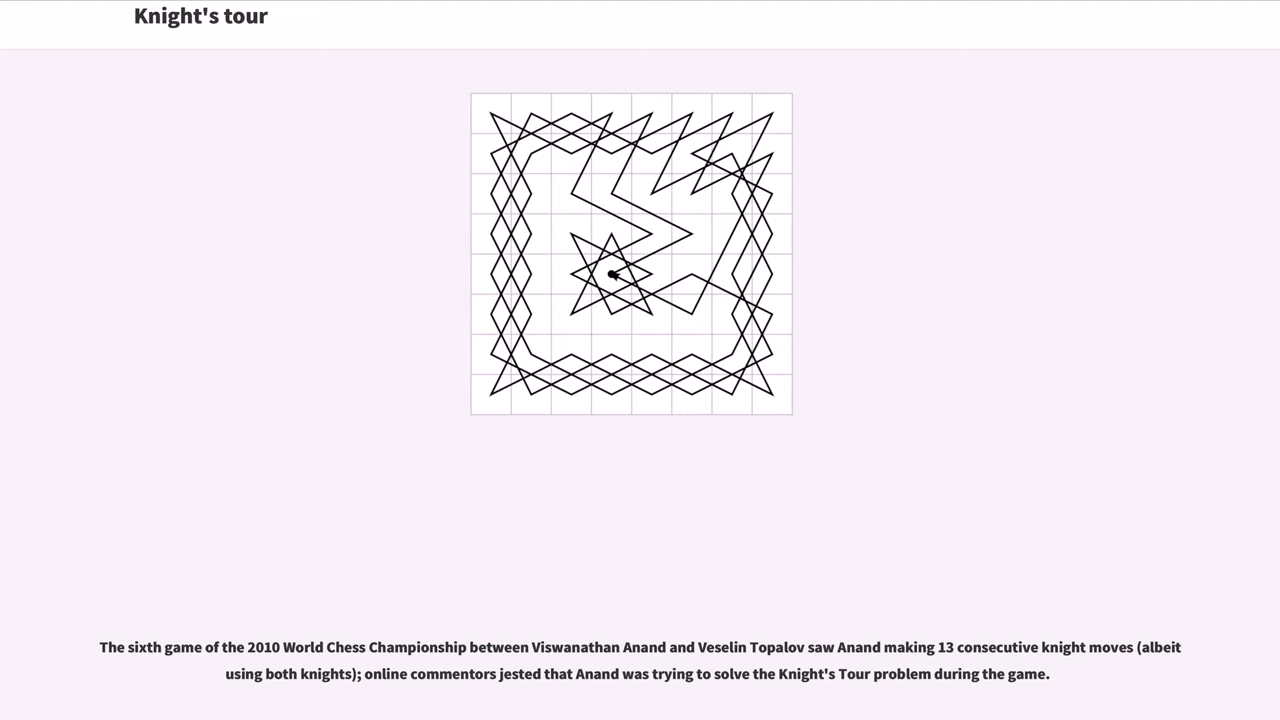 Knight's tour
The sixth game of the 2010 World Chess Championship between Viswanathan Anand and Veselin Topalov saw Anand making 13 consecutive knight moves (albeit
using both knights); online commentors jested that Anand was trying to solve the Knight's Tour problem during the game.